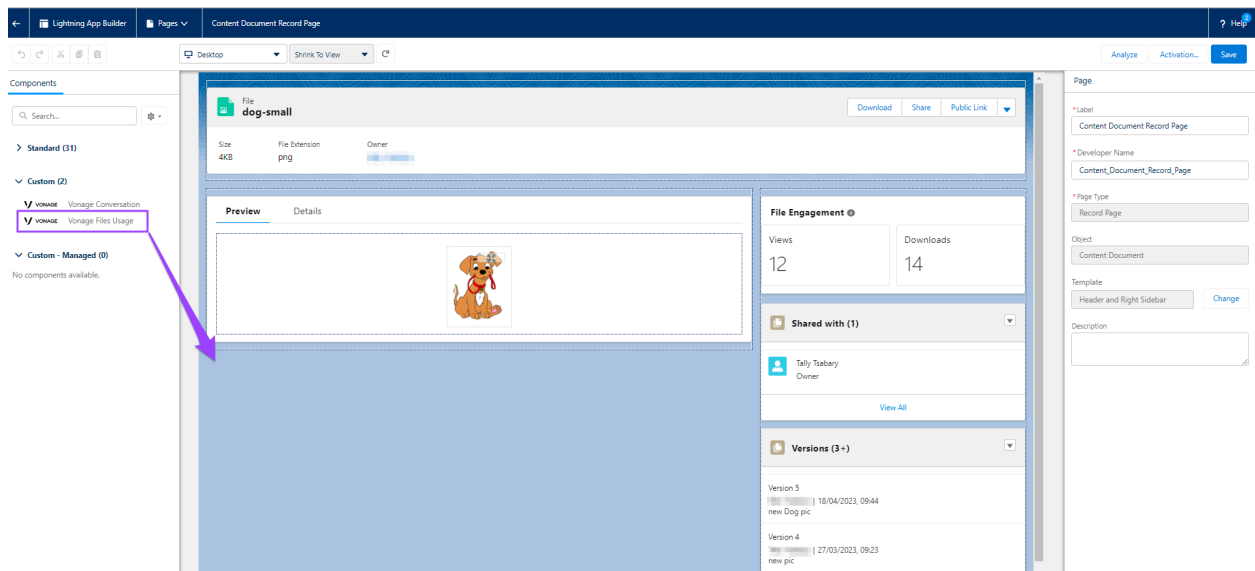 Lightning App Builder
Pages
Content Document Record Page
? Help
2
Desktop
Shrink To View
Analyze
Activation...
Save
Components
Search...
Standard (31)
Custom (2)
VONAGE Vonage Conversation
VONAGE Vonage Files Usage
Custom - Managed (0)
No components available.
File
dog-small
Download
Share
Public Link
Size
File Extension
Owner
4KB
png
Preview
Details
File Engagement
Views
Downloads
12
14
Shared with (1)
Tally Tsabary
Owner
View All
Versions (3+)
Version 5
| 18/04/2023, 09:44
new Dog pic
Version 4
| 27/03/2023, 09:23
new pic
Page
* Label
Content Document Record Page
* Developer Name
Content_Document_Record_Page
* Page Type
Record Page
Object
Content Document
Template
Header and Right Sidebar
Change
Description